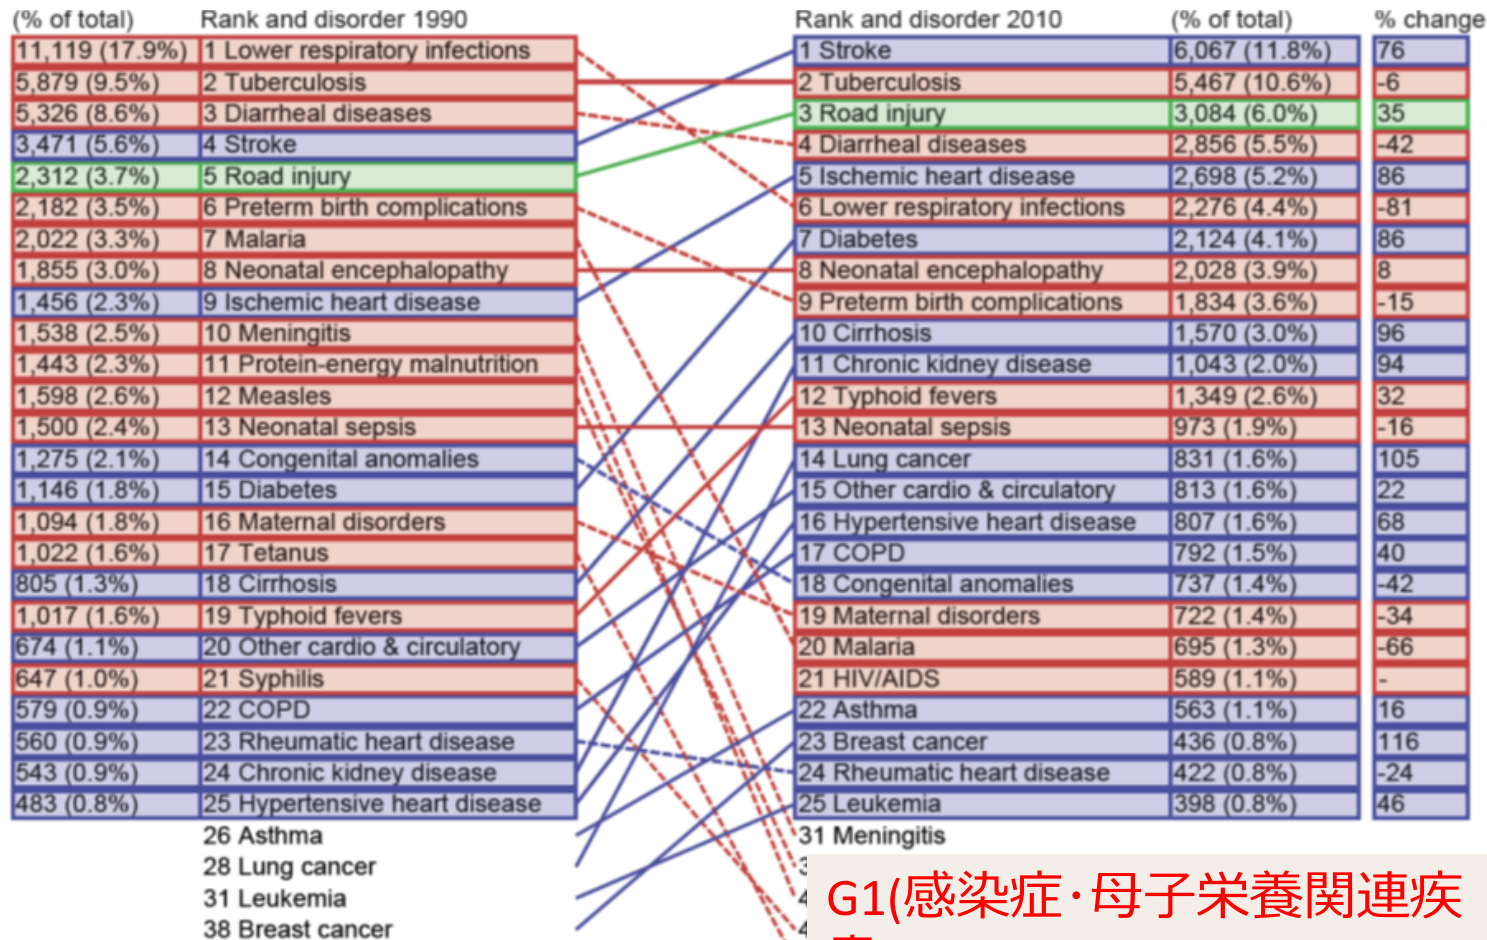 (% of total) Rank and disorder 1990 Rank and disorder 2010 (% of total) % change
11,119 (17.9%) 1 Lower respiratory infections 1 Stroke 6,067 (11.8%) 76
5,879 (9.5%) 2 Tuberculosis 2 Tuberculosis 5,467 (10.6%) -6
5,326 (8.6%) 3 Diarrheal diseases 3 Road injury 3,084 (6.0%) 35
3,471 (5.6%) 4 Stroke 4 Diarrheal diseases 2,856 (5.5%) -42
2,312 (3.7%) 5 Road injury 5 Ischemic heart disease 2,698 (5.2%) 86
2,182 (3.5%) 6 Preterm birth complications 6 Lower respiratory infections 2,276 (4.4%) -81
2,022 (3.3%) 7 Malaria 7 Diabetes 2,124 (4.1%) 86
1,855 (3.0%) 8 Neonatal encephalopathy 8 Neonatal encephalopathy 2,028 (3.9%) 8
1,456 (2.3%) 9 Ischemic heart disease 9 Preterm birth complications 1,834 (3.6%) -15
1,538 (2.5%) 10 Meningitis 10 Cirrhosis 1,570 (3.0%) 96
1,443 (2.3%) 11 Protein-energy malnutrition 11 Chronic kidney disease 1,043 (2.0%) 94
1,598 (2.6%) 12 Measles 12 Typhoid fevers 1,349 (2.6%) 32
1,500 (2.4%) 13 Neonatal sepsis 13 Neonatal sepsis 973 (1.9%) -16
1,275 (2.1%) 14 Congenital anomalies 14 Lung cancer 831 (1.6%) 105
1,146 (1.8%) 15 Diabetes 15 Other cardio & circulatory 813 (1.6%) 22
1,094 (1.8%) 16 Maternal disorders 16 Hypertensive heart disease 807 (1.6%) 68
1,022 (1.6%) 17 Tetanus 17 COPD 792 (1.5%) 40
805 (1.3%) 18 Cirrhosis 18 Congenital anomalies 737 (1.4%) -42
1,017 (1.6%) 19 Typhoid fevers 19 Maternal disorders 722 (1.4%) -34
674 (1.1%) 20 Other cardio & circulatory 20 Malaria 695 (1.3%) -66
647 (1.0%) 21 Syphilis 21 HIV/AIDS 589 (1.1%) -
579 (0.9%) 22 COPD 22 Asthma 563 (1.1%) 16
560 (0.9%) 23 Rheumatic heart disease 23 Breast cancer 436 (0.8%) 116
543 (0.9%) 24 Chronic kidney disease 24 Rheumatic heart disease 422 (0.8%) -24
483 (0.8%) 25 Hypertensive heart disease 25 Leukemia 398 (0.8%) 46
26 Asthma 31 Meningitis
28 Lung cancer
31 Leukemia G1(感染症・母子栄養関連疾
38 Breast cancer